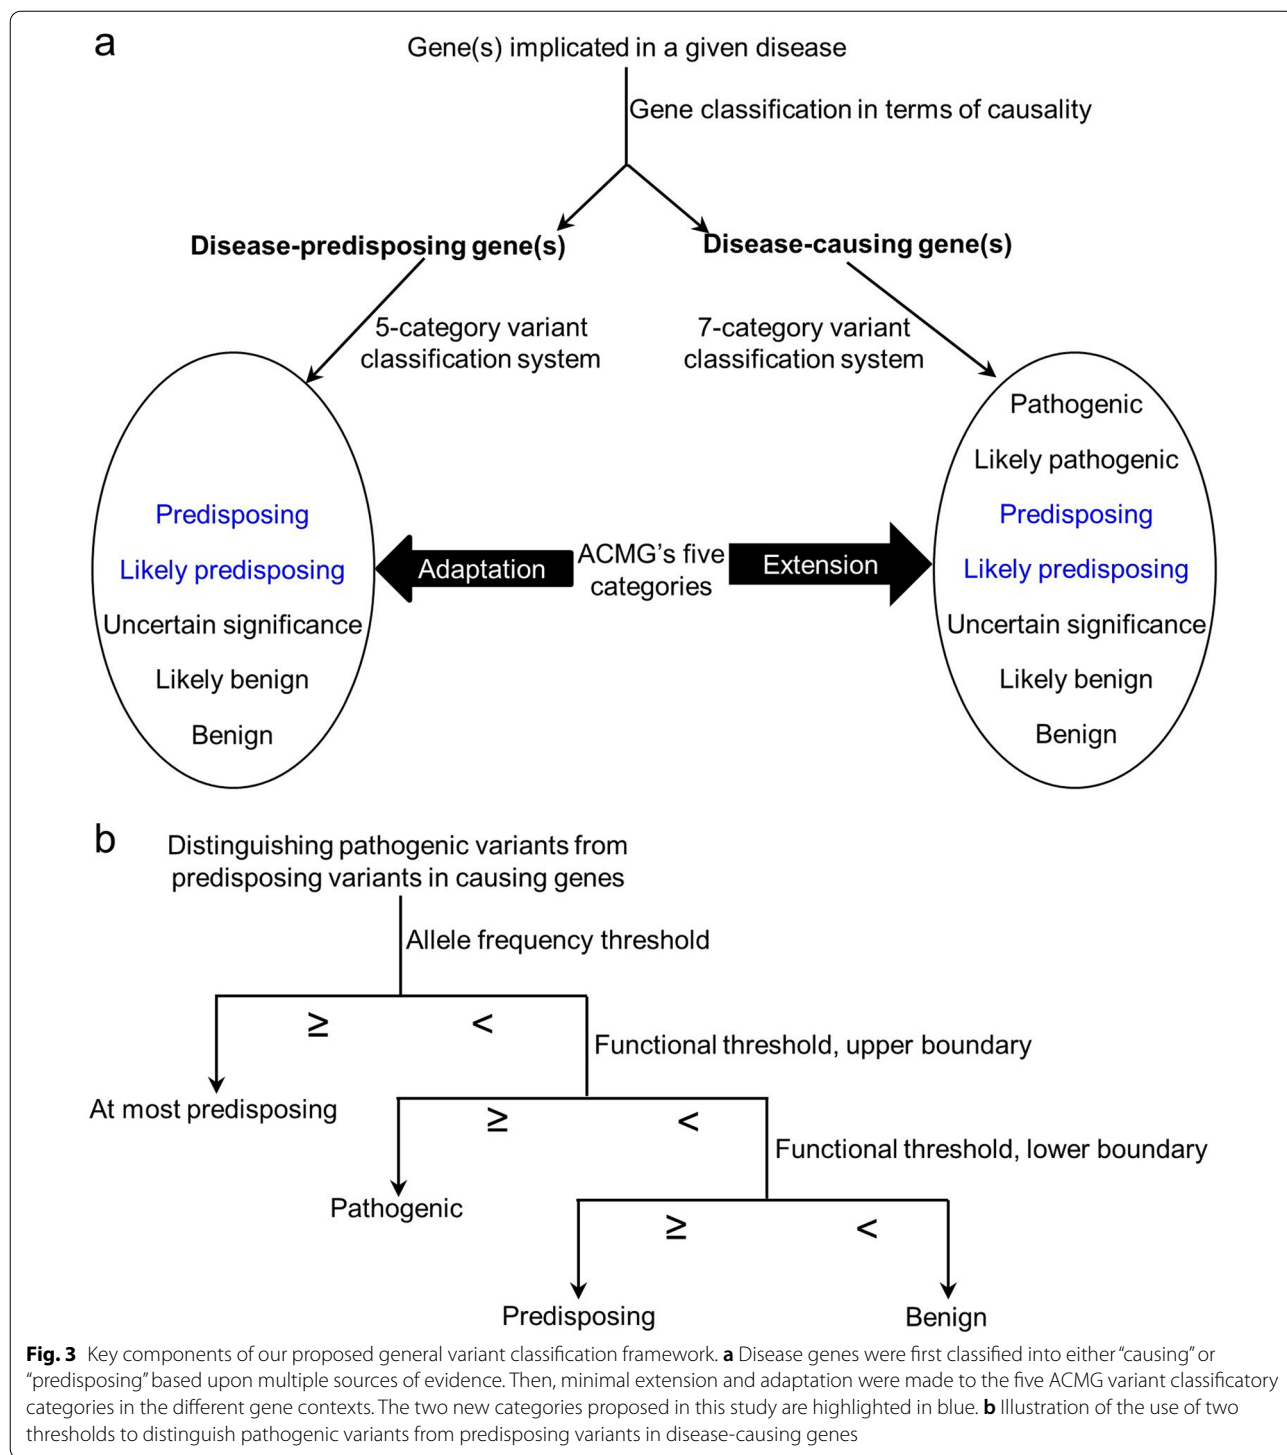 a
Gene(s) implicated in a given disease
Gene classification in terms of causality
Disease-predisposing gene(s)
Disease-causing gene(s)
5-category variant
classification system
7-category variant
classification system
Predisposing
Likely predisposing
Uncertain significance
Likely benign
Benign
Adaptation
ACMG's five
categories
Extension
Pathogenic
Likely pathogenic
Predisposing
Likely predisposing
Uncertain significance
Likely benign
Benign
b
Distinguishing pathogenic variants from
predisposing variants in causing genes
Allele frequency threshold
≥ <
Functional threshold, upper boundary
At most predisposing
≥ <
Functional threshold, lower boundary
Pathogenic
≥ <
Predisposing
Benign
Fig. 3 Key components of our proposed general variant classification framework. a Disease genes were first classified into either "causing" or
"predisposing" based upon multiple sources of evidence. Then, minimal extension and adaptation were made to the five ACMG variant classificatory
categories in the different gene contexts. The two new categories proposed in this study are highlighted in blue. b Illustration of the use of two
thresholds to distinguish pathogenic variants from predisposing variants in disease-causing genes